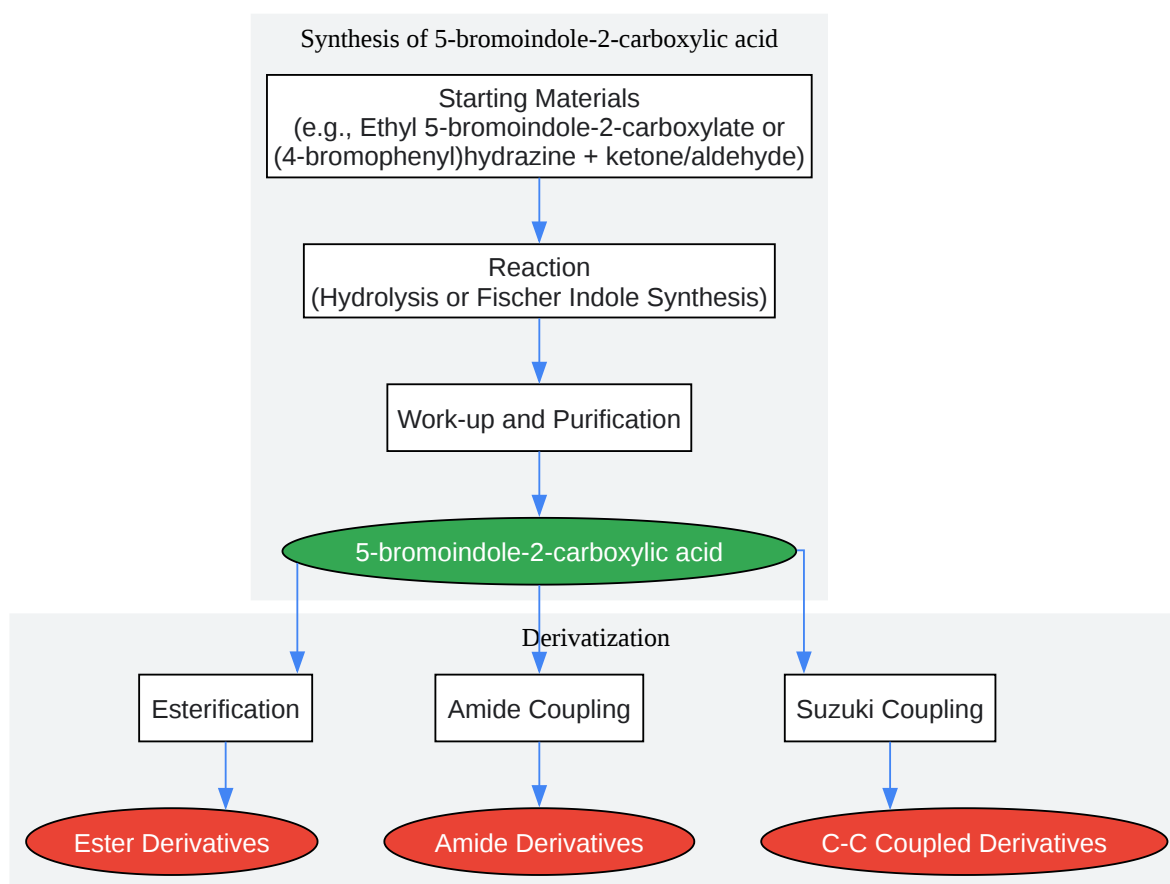 Synthesis of 5-bromoindole-2-carboxylic acid
Starting Materials
(e.g., Ethyl 5-bromoindole-2-carboxylate or
(4-bromophenyl)hydrazine + ketone/aldehyde)
Reaction
(Hydrolysis or Fischer Indole Synthesis)
Work-up and Purification
5-bromoindole-2-carboxylic acid
Derivatization
Esterification
Amide Coupling
Suzuki Coupling
Ester Derivatives
Amide Derivatives
C-C Coupled Derivatives